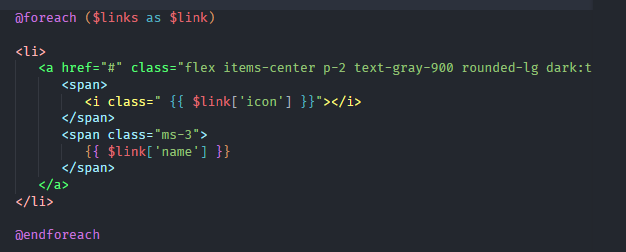 @foreach ($links as $link)
<li>
<a href="#" class="flex items-center p-2 text-gray-900 rounded-lg dark:t
<span>
<i class=" {{ $link['icon'] }}"></i>
</span>
<span class="ms-3">
{{ $link['name'] }}
</span>
</a>
</li>
@endforeach